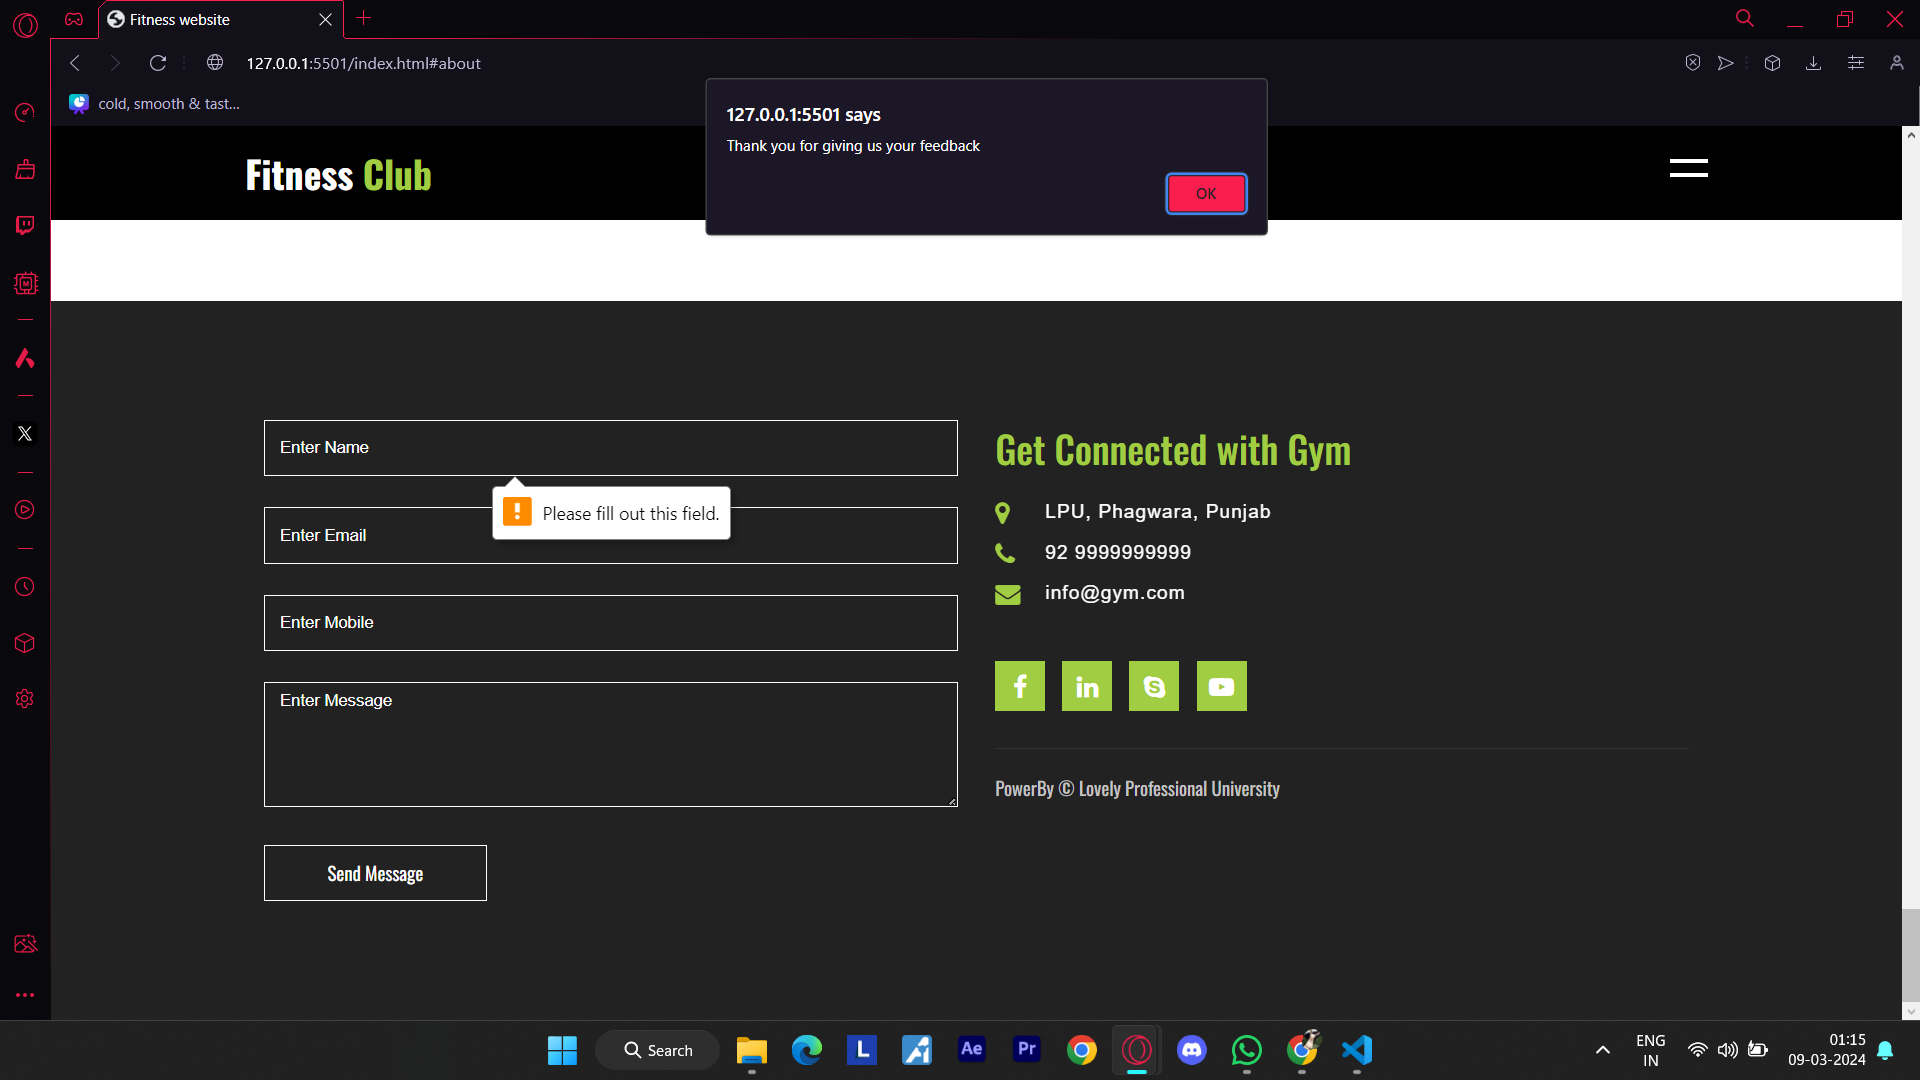 Fitness website
127.0.0.1:5501/index.html#about
cold, smooth & tast...
127.0.0.1:5501 says
Thank you for giving us your feedback
OK
Fitness Club
Enter Name
Please fill out this field.
Enter Email
Enter Mobile
Enter Message
Send Message
Get Connected with Gym
LPU, Phagwara, Punjab
92 9999999999
info@gym.com
PowerBy © Lovely Professional University
Search
L
Ae
Pr
ENG
IN
01:15
09-03-2024